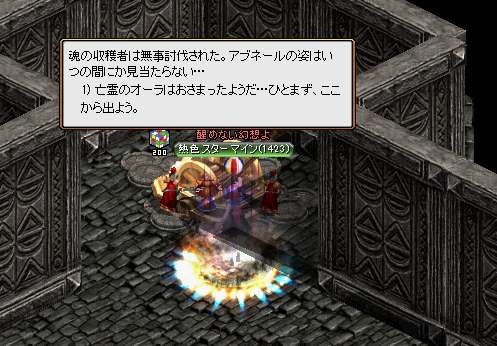 魂の収穫者は無事討伐された。アブネールの姿はい
つの間にか見当たらない…
1) 亡霊のオーラはおさまったようだ…ひとまず、ここ
から出よう。
醒めない幻想よ
200
熱色スターマイン(1423)